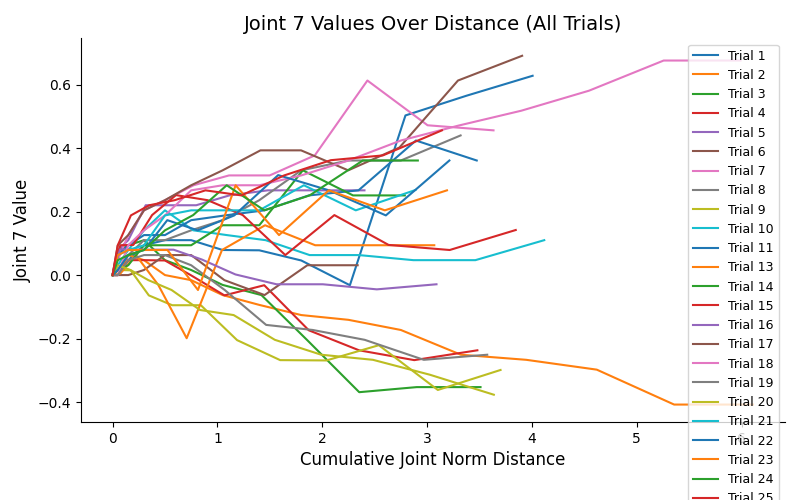 Joint 7 Values Over Distance (All Trials)
Joint 7 Value
0.6
0.4
0.2
0.0
−0.2
−0.4
0
1
2
3
4
5
Cumulative Joint Norm Distance
Trial 1
Trial 2
Trial 3
Trial 4
Trial 5
Trial 6
Trial 7
Trial 8
Trial 9
Trial 10
Trial 11
Trial 13
Trial 14
Trial 15
Trial 16
Trial 17
Trial 18
Trial 19
Trial 20
Trial 21
Trial 22
Trial 23
Trial 24
Trial 25